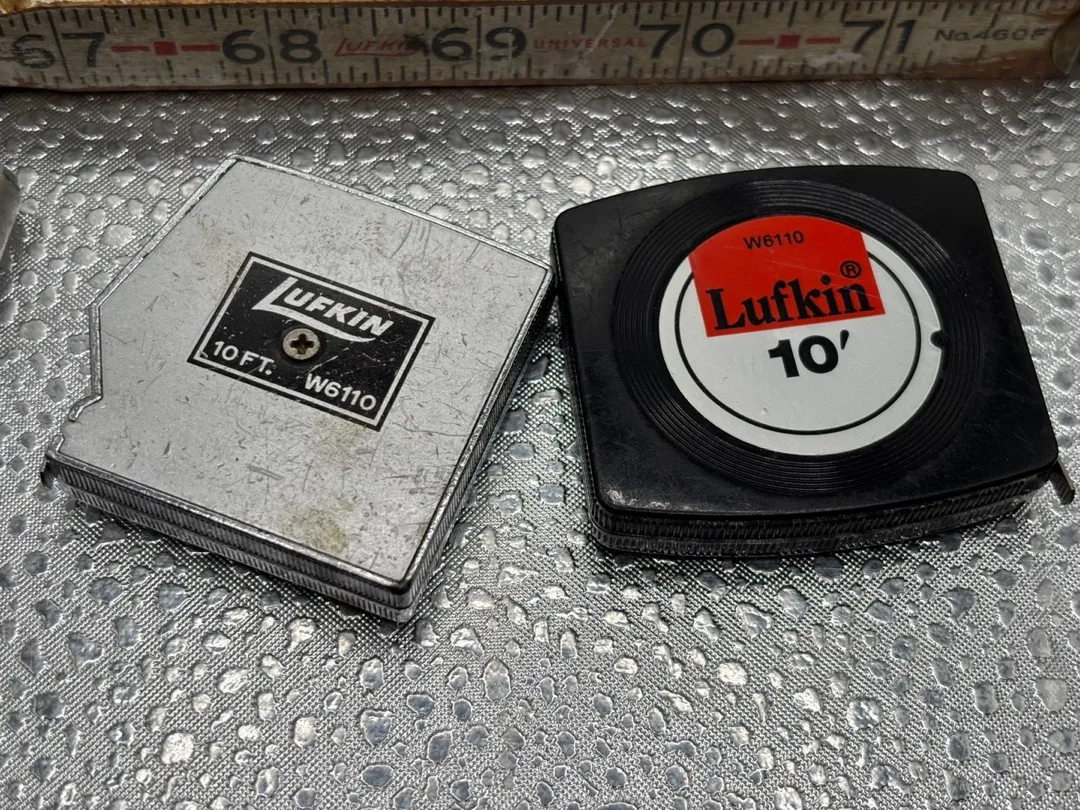 67 68 LUFKIN 69 UNIVERSAL 70 71 No.460F
LUFKIN
10 FT. W6110
W6110
Lufkin®
10'